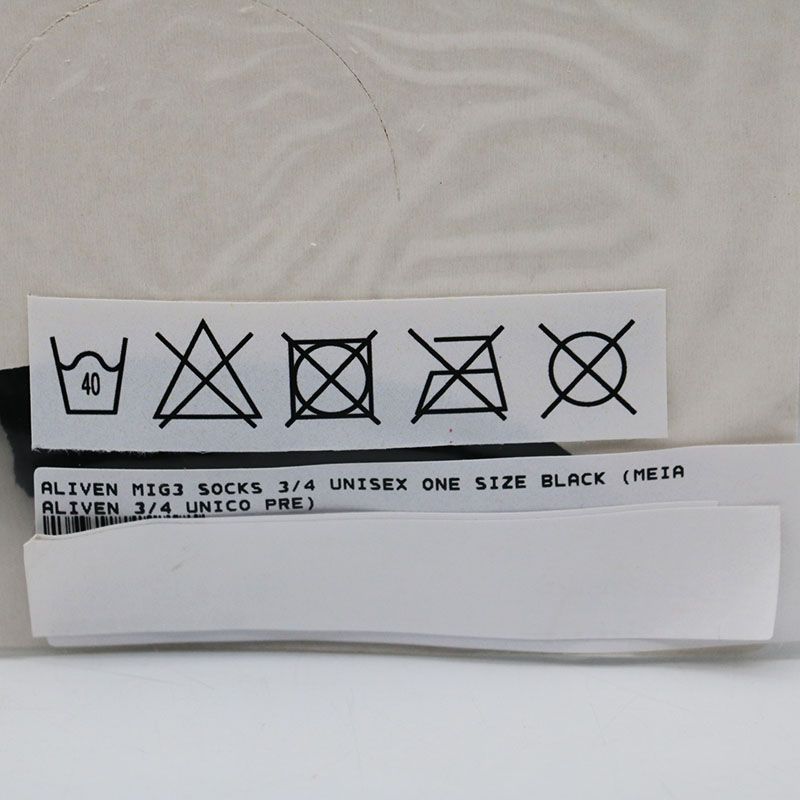 40
ALIVEN MIG3 SOCKS 3/4 UNISEX ONE SIZE BLACK (MEIA
ALIVEN 3/4 UNICO PRE)